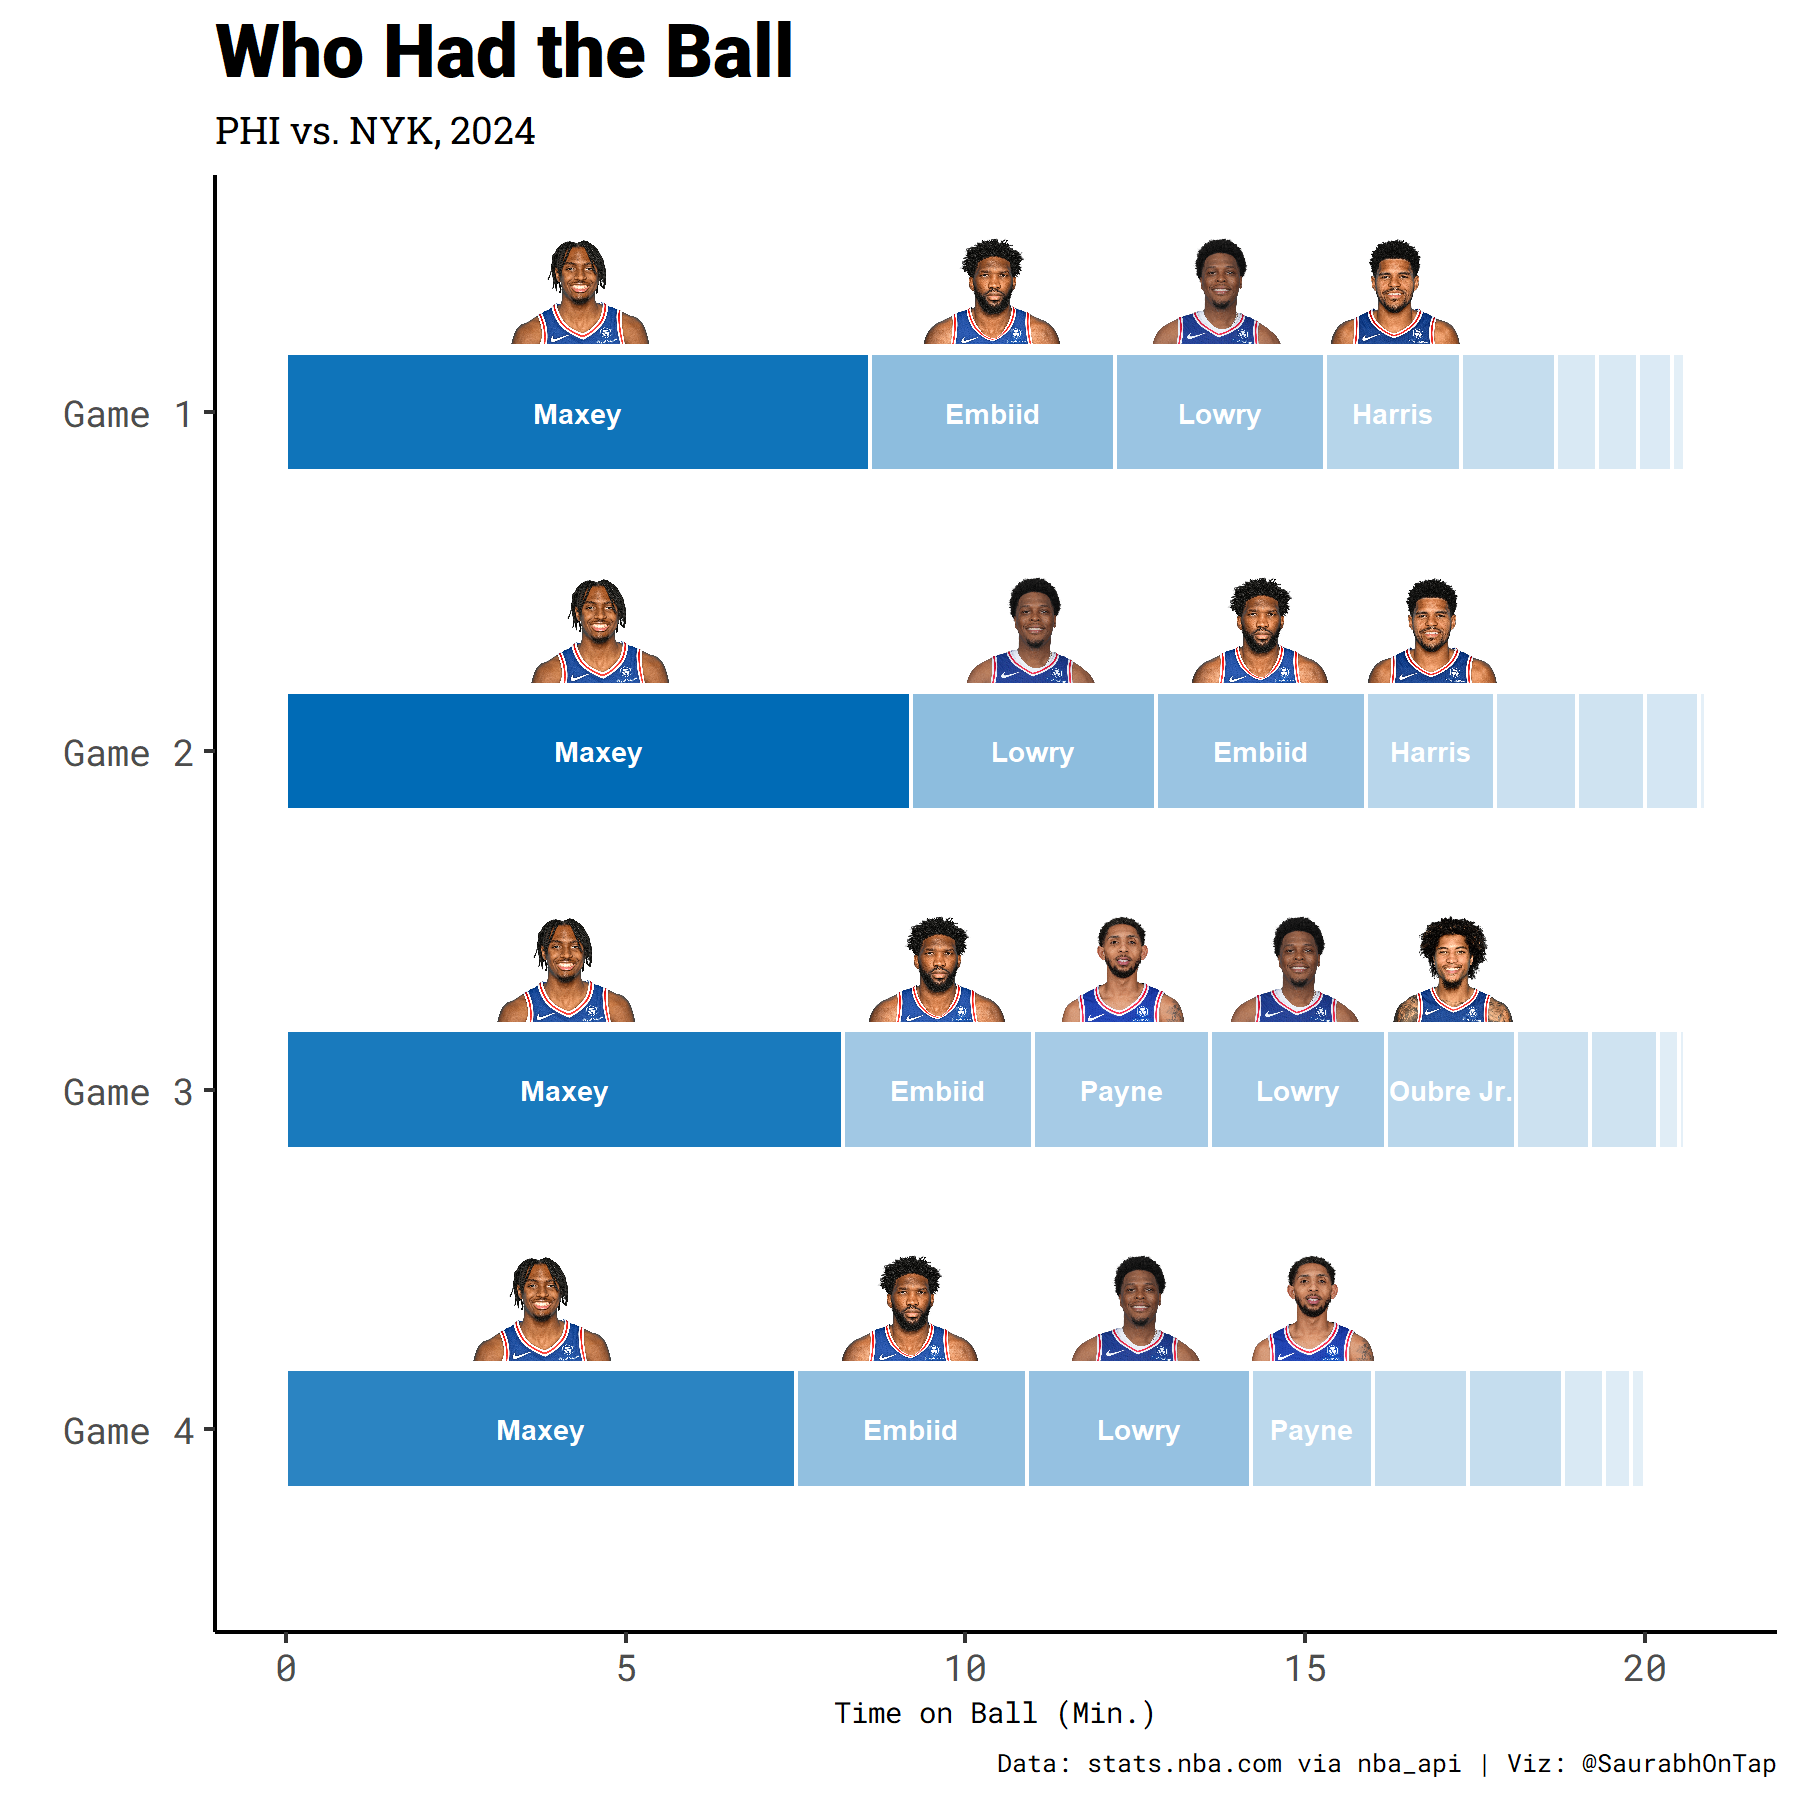 Who Had the Ball
PHI vs. NYK, 2024
Game 1
Maxey
Embiid
Lowry
Harris
Game 2
Maxey
Lowry
Embiid
Harris
Game 3
Maxey
Embiid
Payne
Lowry
Oubre Jr.
Game 4
Maxey
Embiid
Lowry
Payne
0 5 10 15 20
Time on Ball (Min.)
Data: stats.nba.com via nba_api | Viz: @SaurabhOnTap